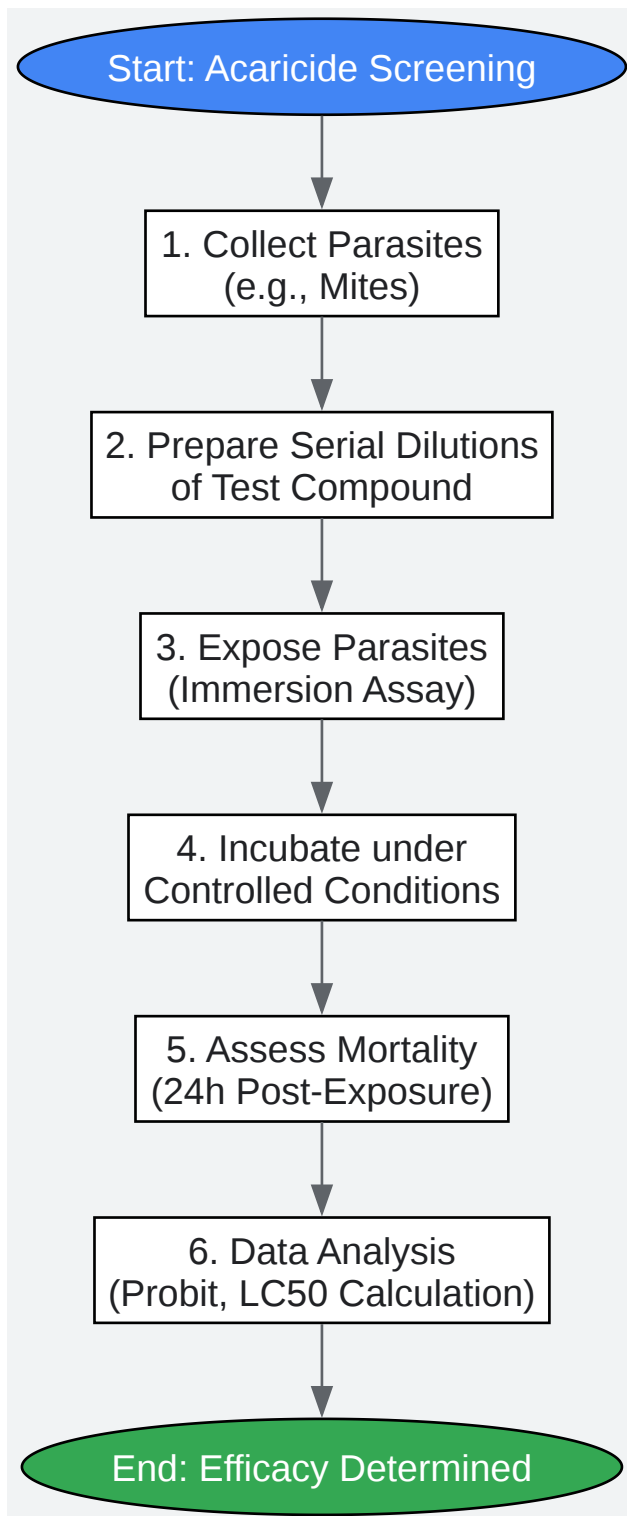 Start: Acaricide Screening
1. Collect Parasites
(e.g., Mites)
2. Prepare Serial Dilutions
of Test Compound
3. Expose Parasites
(Immersion Assay)
4. Incubate under
Controlled Conditions
5. Assess Mortality
(24h Post-Exposure)
6. Data Analysis
(Probit, LC50 Calculation)
End: Efficacy Determined